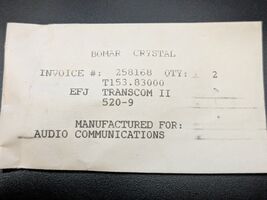 BOMAR CRYSTAL
INVOICE #: 258168 QTY: 2
T153.83000
EFJ TRANSCOM II
520-9
MANUFACTURED FOR:
AUDIO COMMUNICATIONS